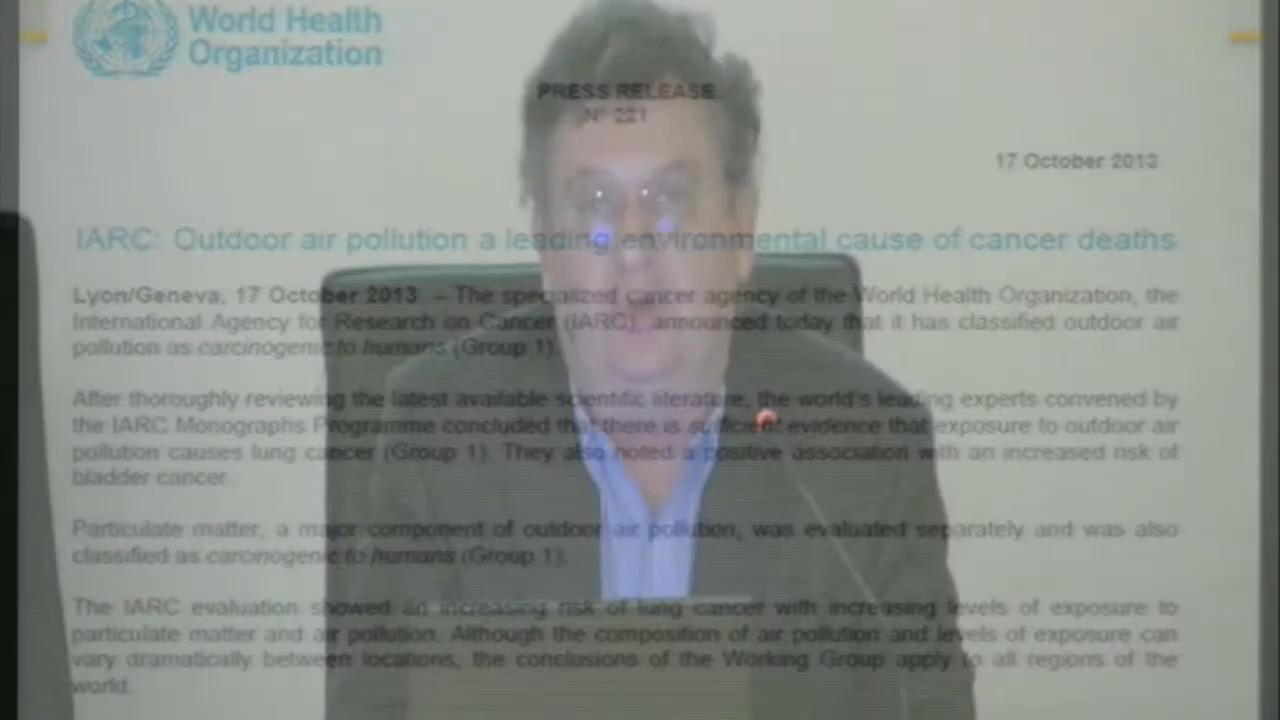 World Health
Organization
PRESS RELEASE
N° 221
17 October 2013
IARC: Outdoor air pollution a leading environmental cause of cancer deaths
Lyon/Geneva, 17 October 2013 – The specialized cancer agency of the World Health Organization, the
International Agency for Research on Cancer (IARC), announced today that it has classified outdoor air
pollution as carcinogenic to humans (Group 1).
After thoroughly reviewing the latest available scientific literature, the world's leading experts convened by
the IARC Monographs Programme concluded that there is sufficient evidence that exposure to outdoor air
pollution causes lung cancer (Group 1). They also noted a positive association with an increased risk of
bladder cancer.
Particulate matter, a major component of outdoor air pollution, was evaluated separately and was also
classified as carcinogenic to humans (Group 1).
The IARC evaluation showed an increasing risk of lung cancer with increasing levels of exposure to
particulate matter and air pollution. Although the composition of air pollution and levels of exposure can
vary dramatically between locations, the conclusions of the Working Group apply to all regions of the
world.